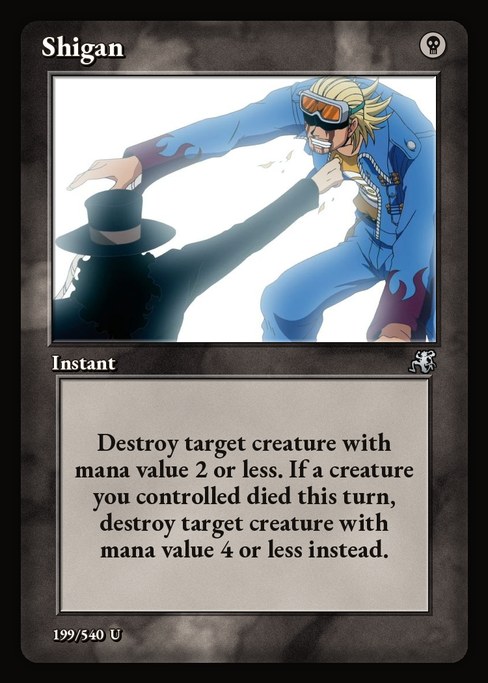 Shigan
Instant
Destroy target creature with
mana value 2 or less. If a creature
you controlled died this turn,
destroy target creature with
mana value 4 or less instead.
199/540 U